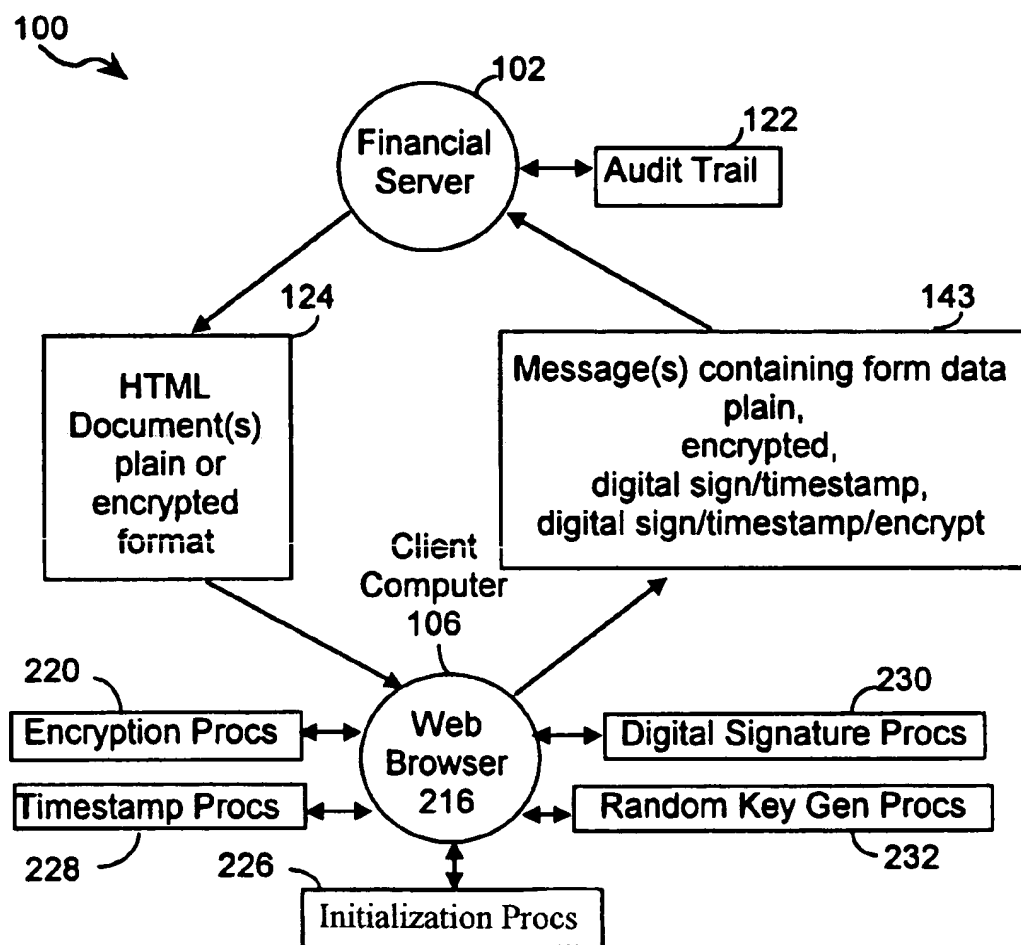 100
102
Financial
Server
122
Audit Trail
124
HTML
Document(s)
plain or
encrypted
format
143
Message(s) containing form data
plain,
encrypted,
digital sign/timestamp,
digital sign/timestamp/encrypt
Client
Computer
106
220
Encryption Procs
Web
Browser
216
230
Digital Signature Procs
Timestamp Procs
228
Random Key Gen Procs
232
226
Initialization Procs